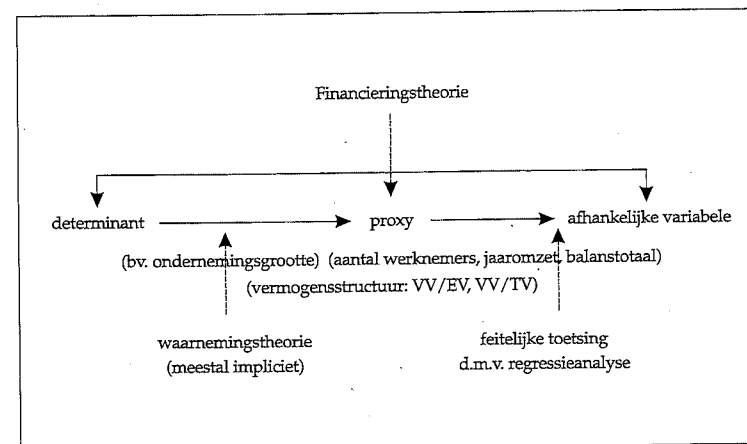 Financieringstheorie
determinant proxy afhankelijke variabele
(bv. ondernemingsgrootte) (aantal werknemers, jaaromzet, balanstotaal)
(vermogensstructuur: VV/EV, VV/TV)
waarnemingstheorie feitelijke toetsing
(meestal impliciet) d.m.v. regressieanalyse